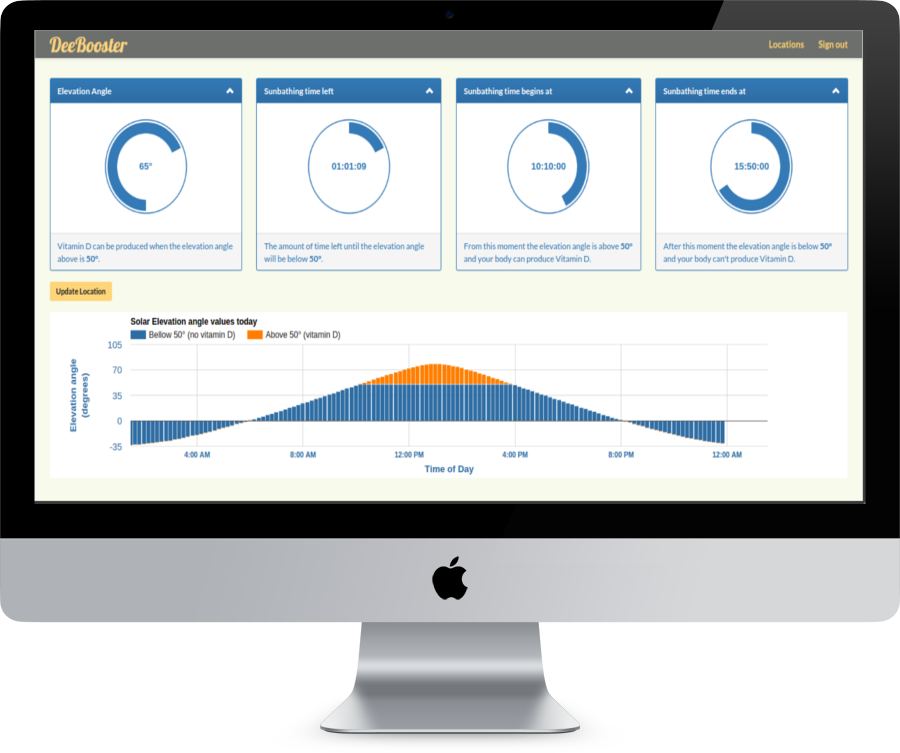 DeeBooster
Locations Sign out
Elevation Angle
65°
Vitamin D can be produced when the elevation angle
above is 50°.
Sunbathing time left
01:01:09
The amount of time left until the elevation angle
will be below 50°.
Sunbathing time begins at
10:10:00
From this moment the elevation angle is above 50°
and your body can produce Vitamin D.
Sunbathing time ends at
15:50:00
After this moment the elevation angle is below 50°
and your body can't produce Vitamin D.
Update Location
Solar Elevation angle values today
Bellow 50° (no vitamin D) Above 50° (vitamin D)
Elevation angle
(degrees)
105
70
35
0
-35
4:00 AM 8:00 AM 12:00 PM 4:00 PM 8:00 PM 12:00 AM
Time of Day